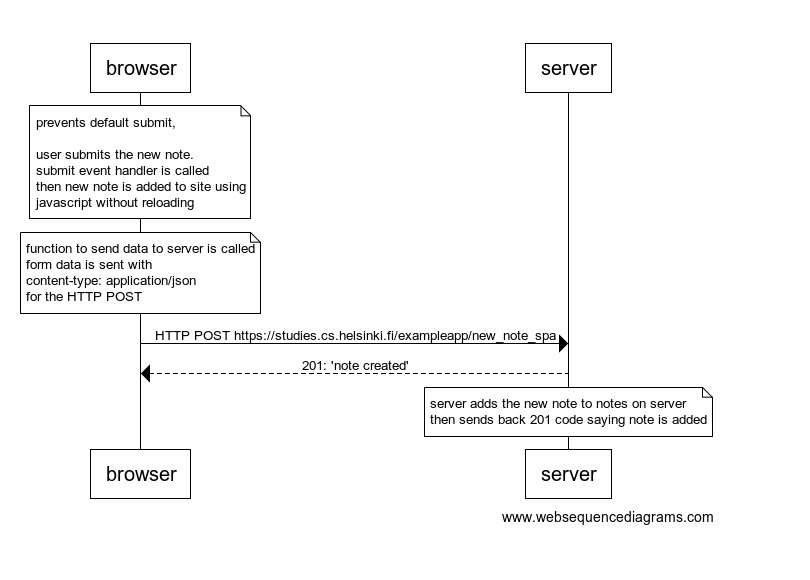 browser
server
prevents default submit,
user submits the new note.
submit event handler is called
then new note is added to site using
javascript without reloading
function to send data to server is called
form data is sent with
content-type: application/json
for the HTTP POST
HTTP POST https://studies.cs.helsinki.fi/exampleapp/new_note_spa
201: 'note created'
server adds the new note to notes on server
then sends back 201 code saying note is added
browser
server
www.websequencediagrams.com